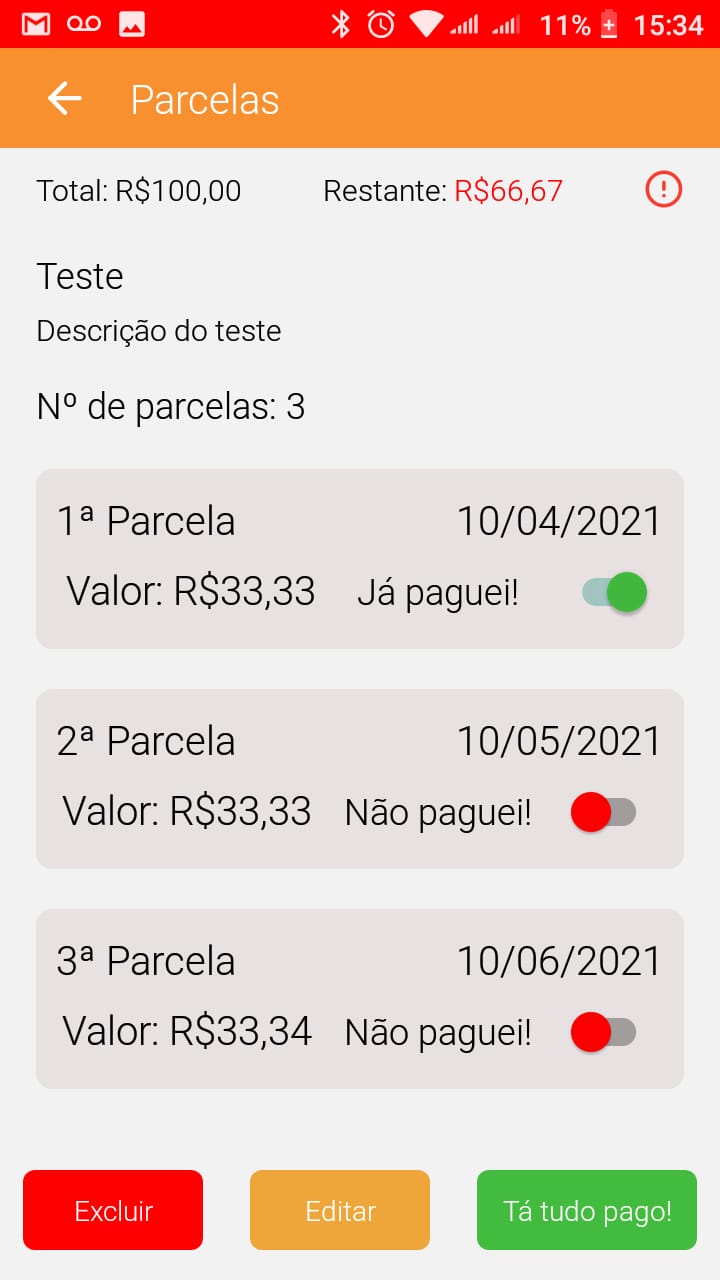 11% 15:34
Parcelas
Total: R$100,00 Restante: R$66,67
Teste
Descrição do teste
Nº de parcelas: 3
1ª Parcela 10/04/2021
Valor: R$33,33 Já paguei!
2ª Parcela 10/05/2021
Valor: R$33,33 Não paguei!
3ª Parcela 10/06/2021
Valor: R$33,34 Não paguei!
Excluir Editar Tá tudo pago!